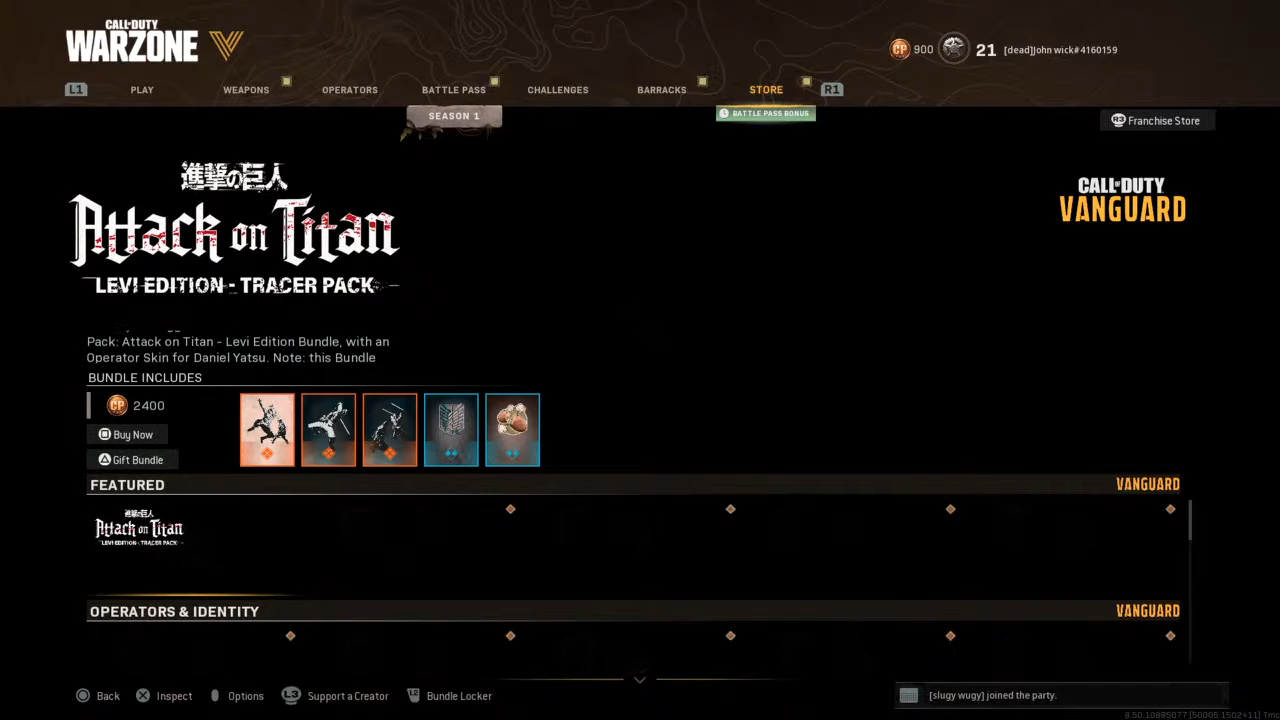 CALL OF DUTY
WARZONE
CP 900 21 [dead]John wick#4160159
L1 PLAY WEAPONS OPERATORS BATTLE PASS CHALLENGES BARRACKS STORE R1
SEASON 1
BATTLE PASS BONUS
R3 Franchise Store
進撃の巨人
Attack on Titan
LEVI EDITION - TRACER PACK
CALL OF DUTY
VANGUARD
Pack: Attack on Titan - Levi Edition Bundle, with an
Operator Skin for Daniel Yatsu. Note: this Bundle
BUNDLE INCLUDES
CP 2400
Buy Now
Gift Bundle
FEATURED VANGUARD
進撃の巨人
Attack on Titan
LEVI EDITION - TRACER PACK
OPERATORS & IDENTITY VANGUARD
Back Inspect Options L3 Support a Creator L2 Bundle Locker
[slugy wugy] joined the party.